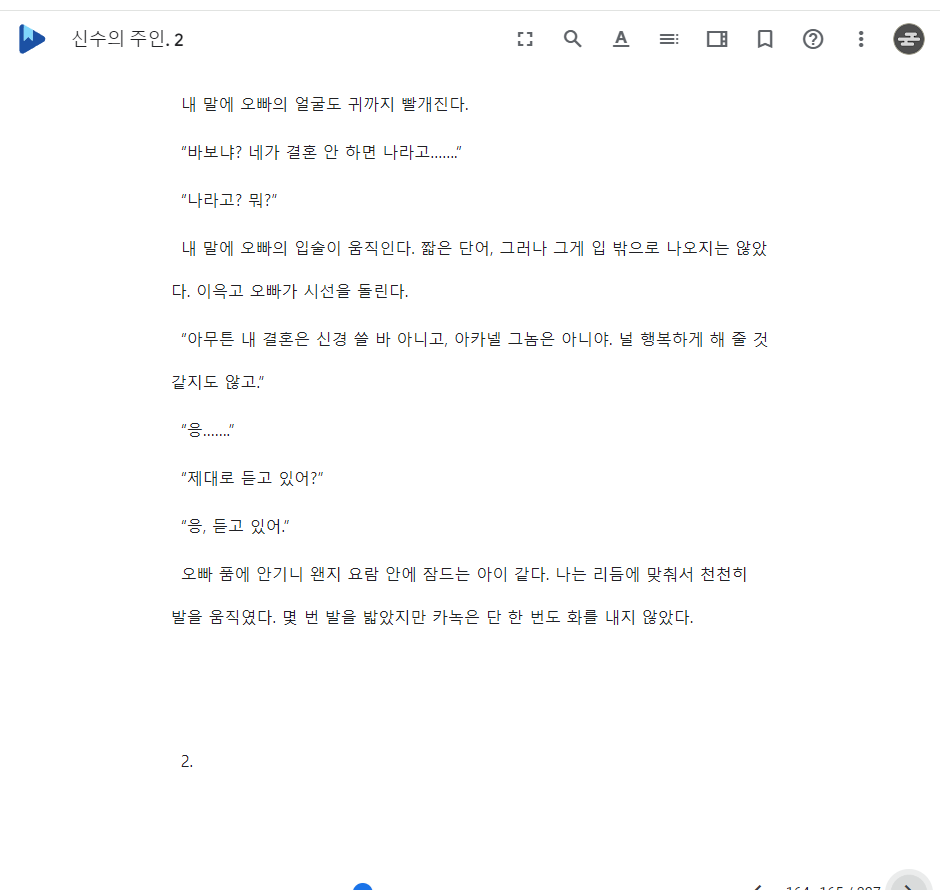 신수의 주인. 2
내 말에 오빠의 얼굴도 귀까지 빨개진다.
“바보냐? 네가 결혼 안 하면 나라고…….”
“나라고? 뭐?”
내 말에 오빠의 입술이 움직인다. 짧은 단어, 그러나 그게 입 밖으로 나오지는 않았
다. 이윽고 오빠가 시선을 돌린다.
“아무튼 내 결혼은 신경 쓸 바 아니고, 아카넬 그놈은 아니야. 널 행복하게 해 줄 것
같지도 않고.”
“응…….”
“제대로 듣고 있어?”
“응, 듣고 있어.”
오빠 품에 안기니 왠지 요람 안에 잠드는 아이 같다. 나는 리듬에 맞춰서 천천히
발을 움직였다. 몇 번 발을 밟았지만 카녹은 단 한 번도 화를 내지 않았다.
2.